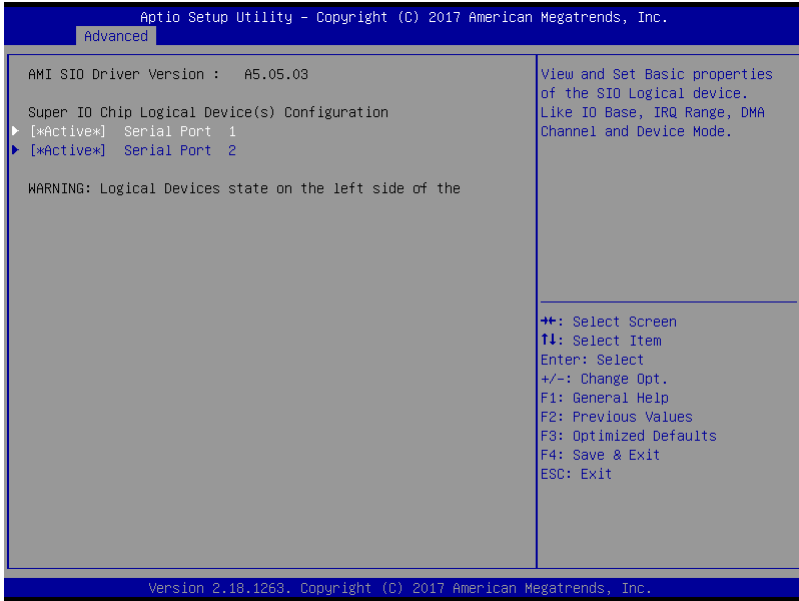 Aptio Setup Utility – Copyright (C) 2017 American Megatrends, Inc.
Advanced
AMI SIO Driver Version :   A5.05.03
Super IO Chip Logical Device(s) Configuration
[*Active*]  Serial Port  1
[*Active*]  Serial Port  2
WARNING: Logical Devices state on the left side of the
View and Set Basic properties
of the SIO Logical device.
Like IO Base, IRQ Range, DMA
Channel and Device Mode.
→←: Select Screen
↑↓: Select Item
Enter: Select
+/-: Change Opt.
F1: General Help
F2: Previous Values
F3: Optimized Defaults
F4: Save & Exit
ESC: Exit
Version 2.18.1263. Copyright (C) 2017 American Megatrends, Inc.